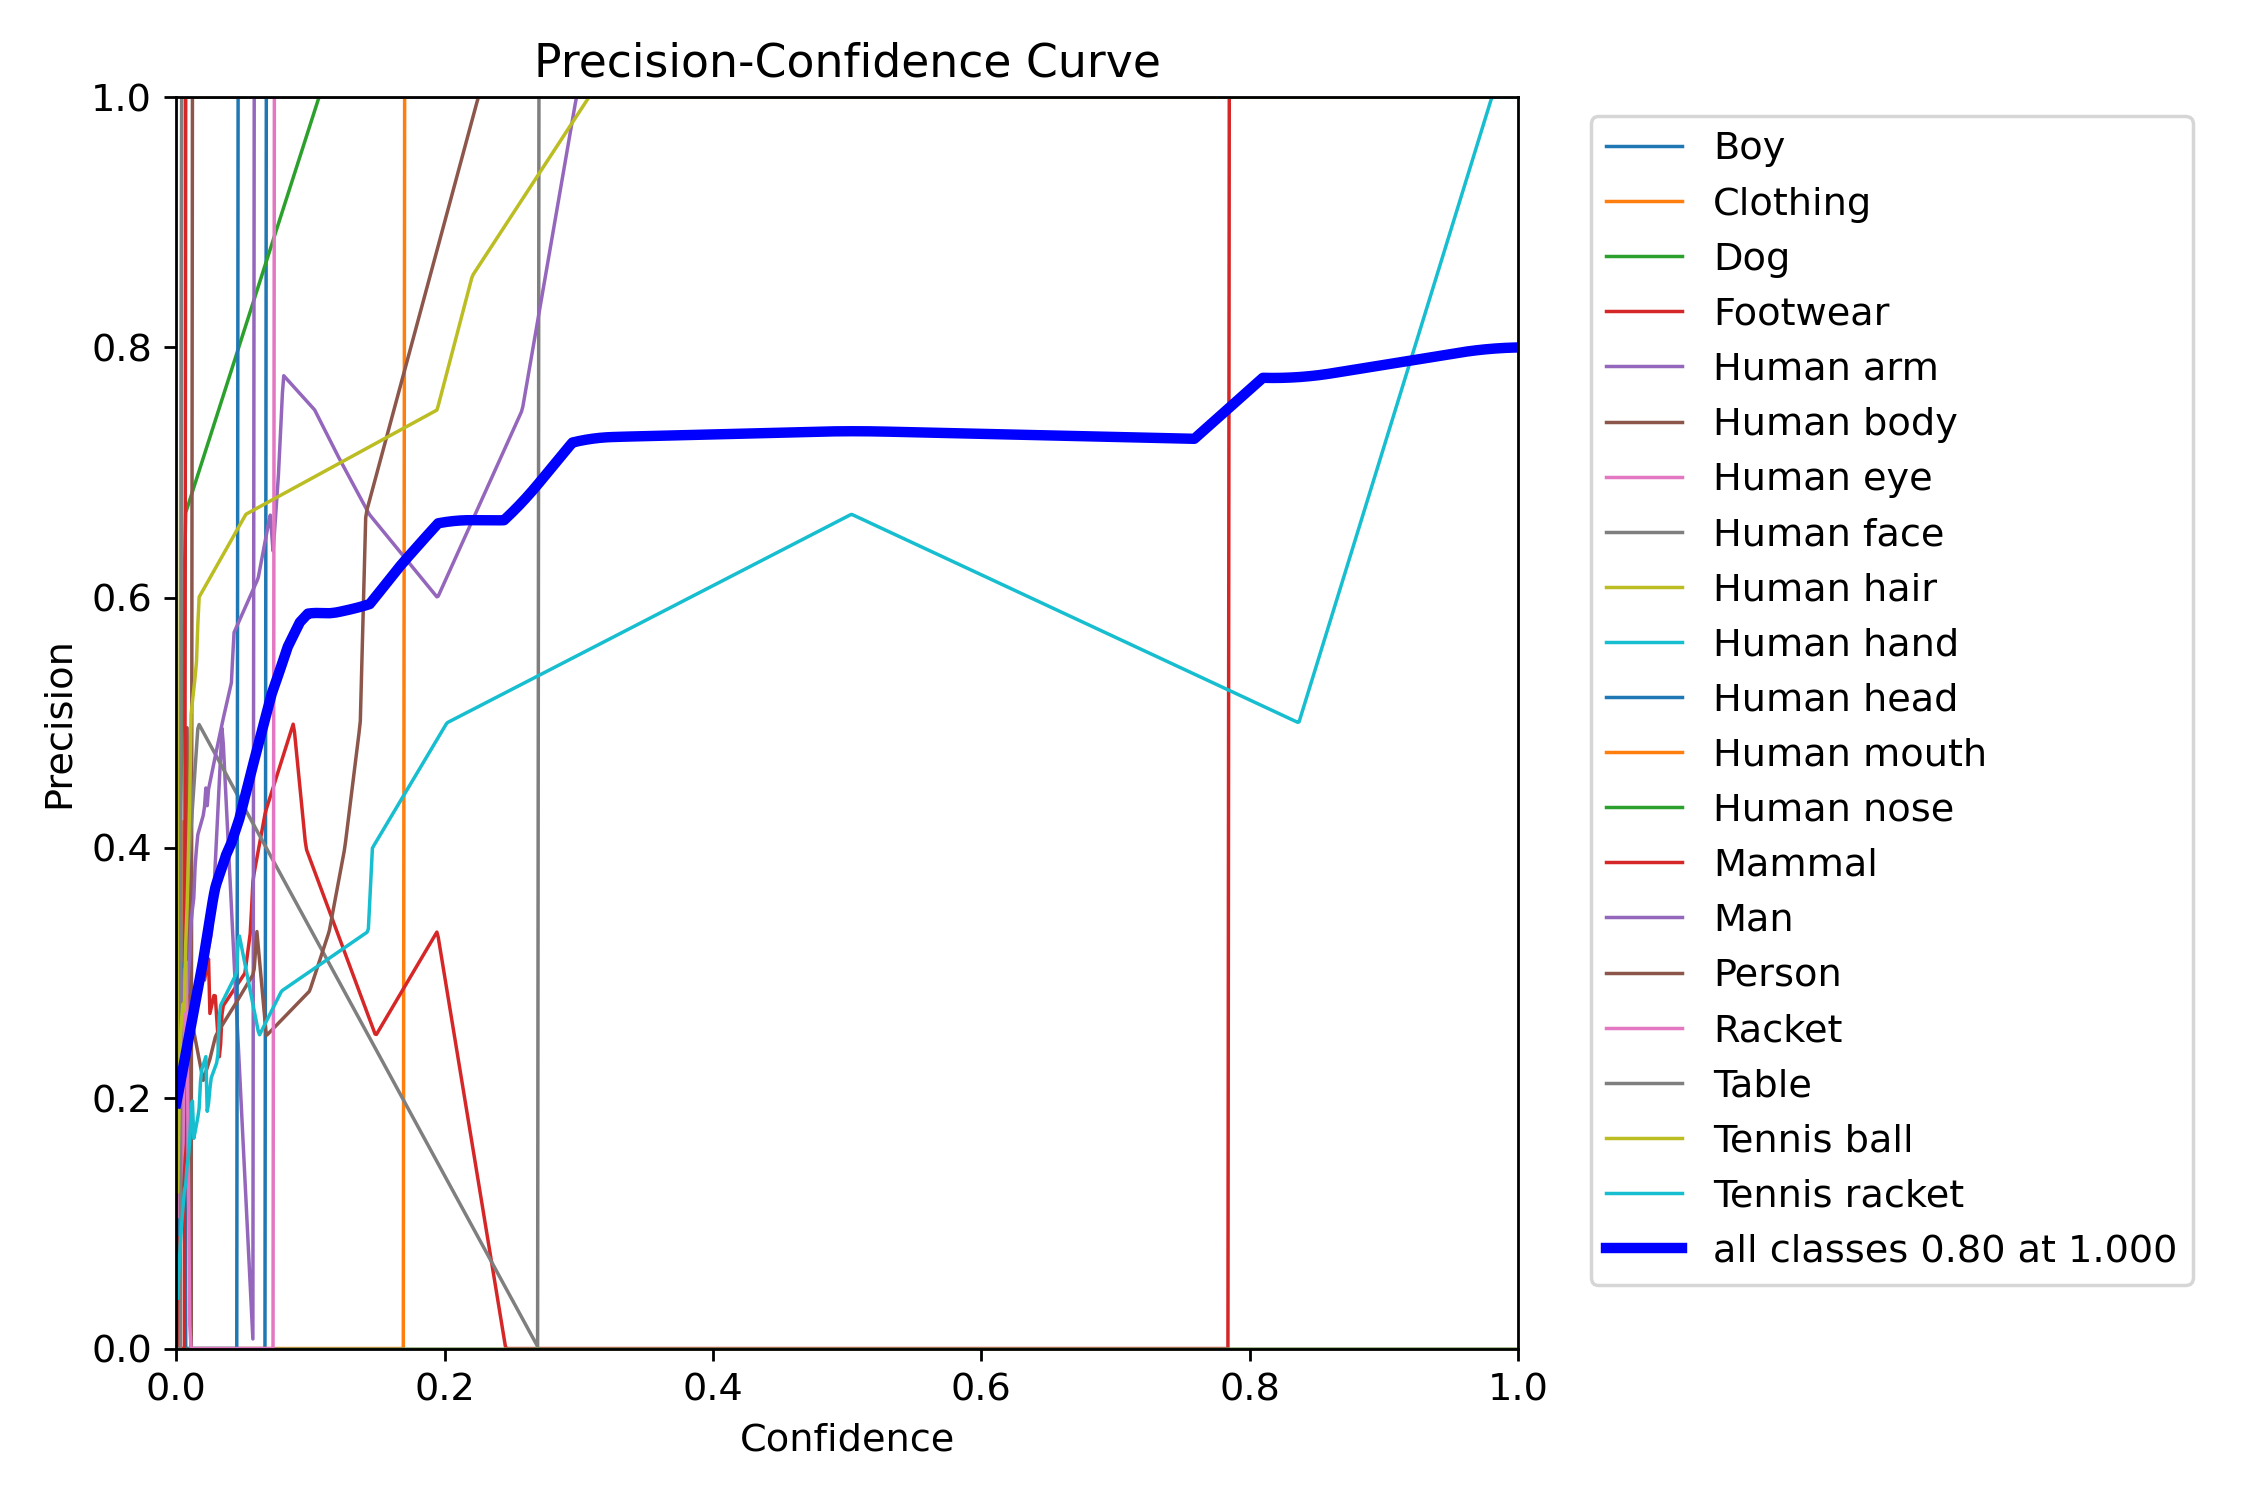 Precision-Confidence Curve
1.0
0.8
0.6
0.4
0.2
0.0
Precision
0.0 0.2 0.4 0.6 0.8 1.0
Confidence
Boy
Clothing
Dog
Footwear
Human arm
Human body
Human eye
Human face
Human hair
Human hand
Human head
Human mouth
Human nose
Mammal
Man
Person
Racket
Table
Tennis ball
Tennis racket
all classes 0.80 at 1.000